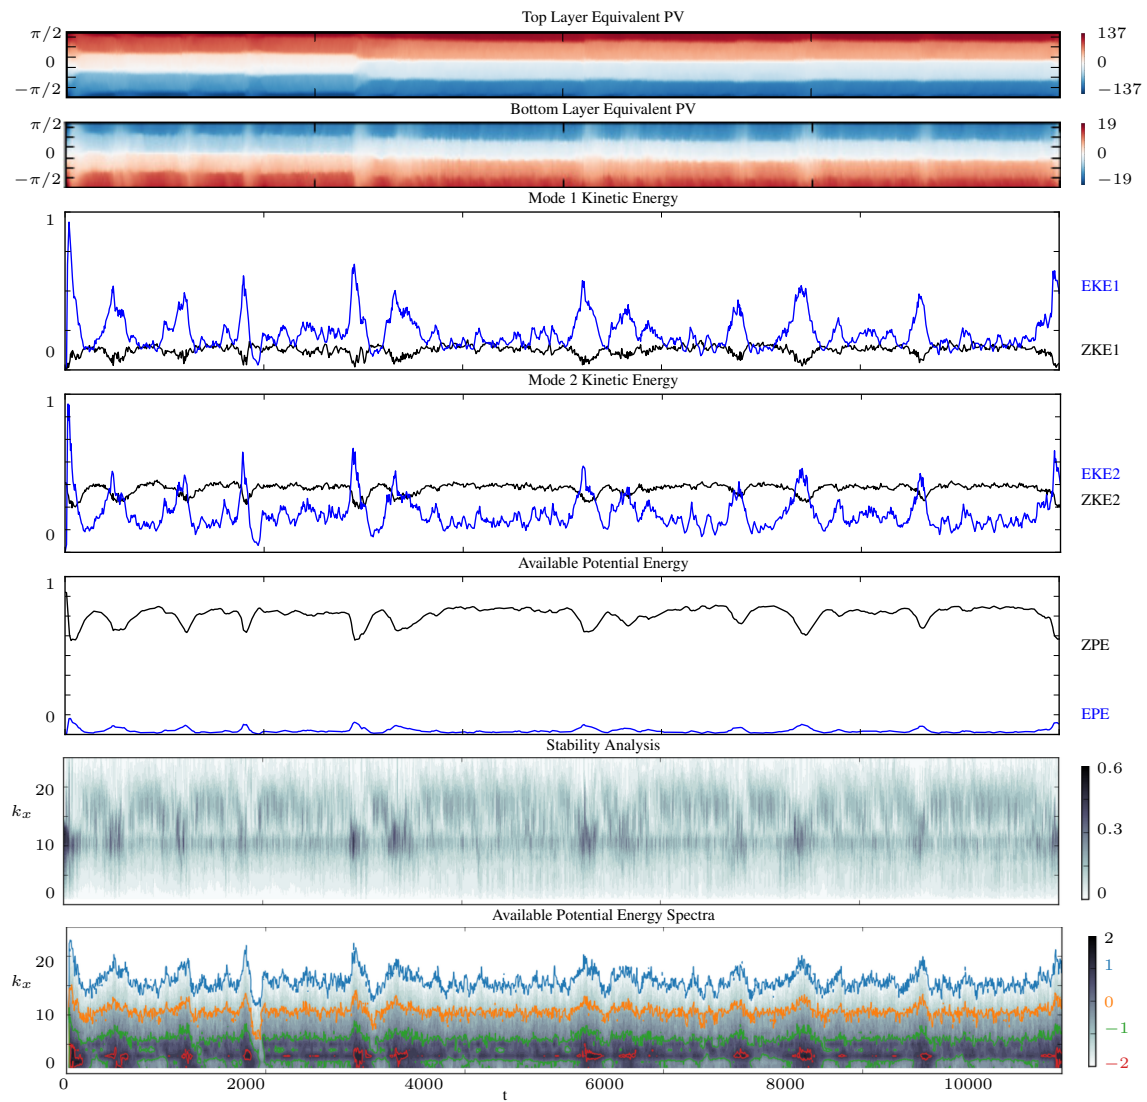 Top Layer Equivalent PV
π/2
0
−π/2
137
0
−137
Bottom Layer Equivalent PV
π/2
0
−π/2
19
0
−19
Mode 1 Kinetic Energy
1
0
EKE1
ZKE1
Mode 2 Kinetic Energy
1
0
EKE2
ZKE2
Available Potential Energy
1
0
ZPE
EPE
Stability Analysis
20
k_x
10
0
0.6
0.3
0
Available Potential Energy Spectra
20
k_x
10
0
2
1
0
−1
−2
0 2000 4000 6000 8000 10000
t